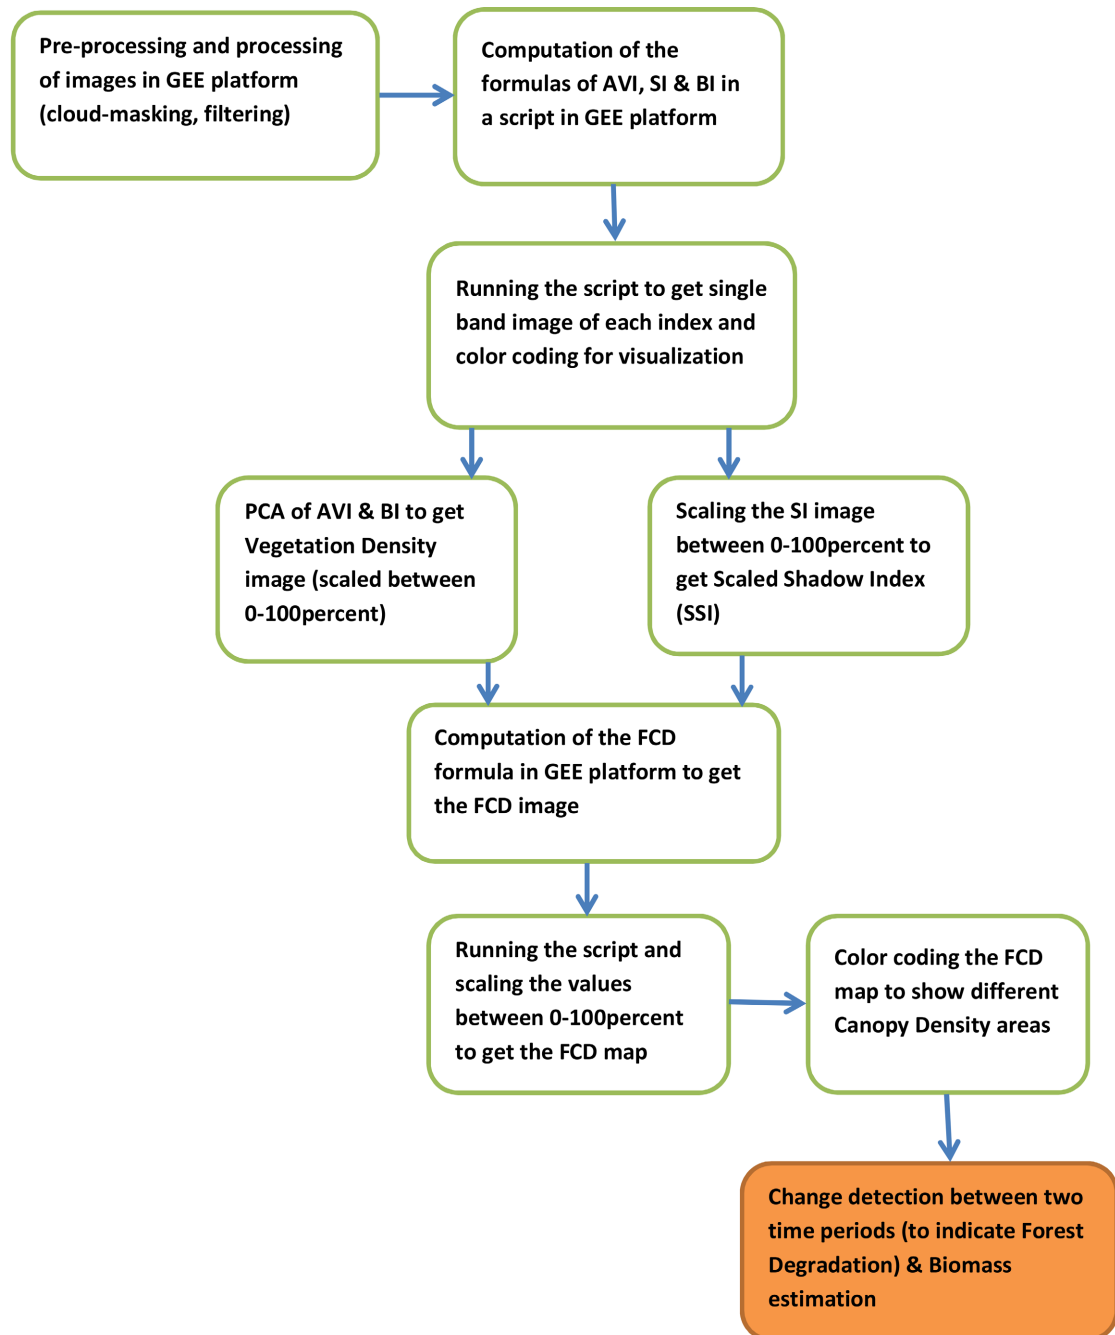 Pre-processing and processing
of images in GEE platform
(cloud-masking, filtering)
Computation of the
formulas of AVI, SI & BI in
a script in GEE platform
Running the script to get single
band image of each index and
color coding for visualization
PCA of AVI & BI to get
Vegetation Density
image (scaled between
0-100percent)
Scaling the SI image
between 0-100percent to
get Scaled Shadow Index
(SSI)
Computation of the FCD
formula in GEE platform to get
the FCD image
Running the script and
scaling the values
between 0-100percent
to get the FCD map
Color coding the FCD
map to show different
Canopy Density areas
Change detection between two
time periods (to indicate Forest
Degradation) & Biomass
estimation